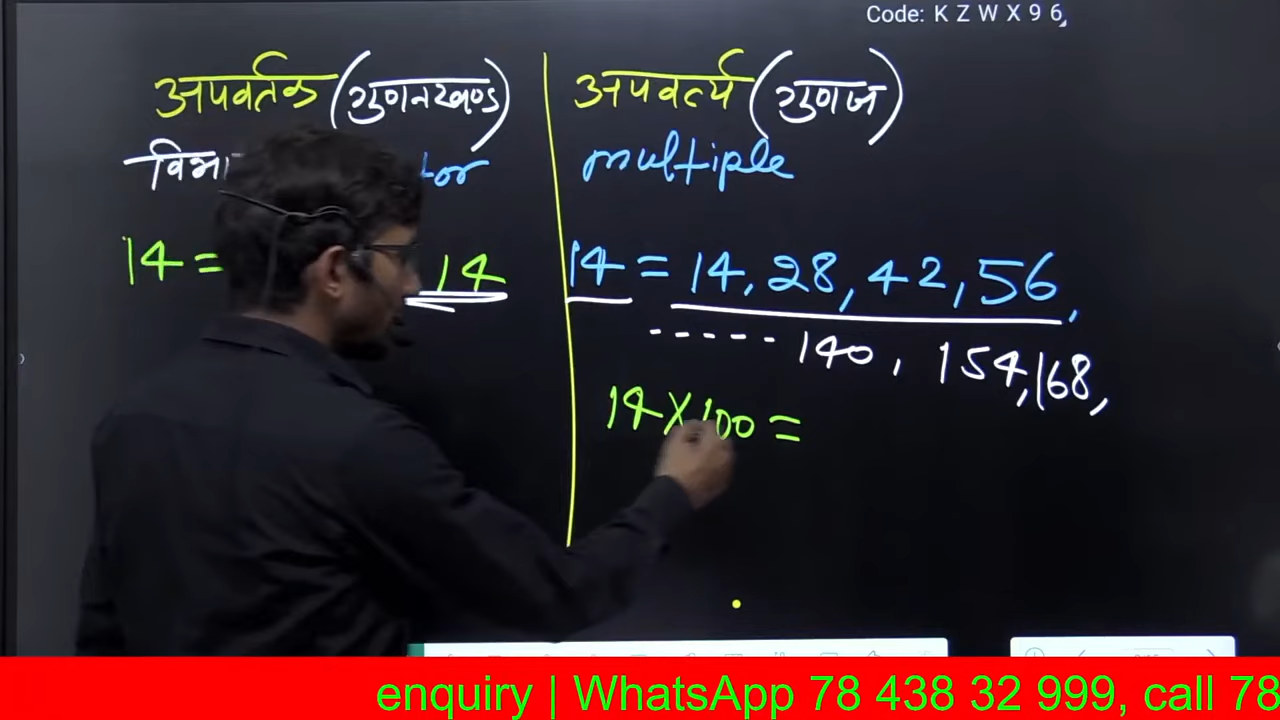 Code: K Z W X 9 6,
अपवर्तक (गुणनखण्ड)
14 = 14
अपवर्त्य (गुणज)
multiple
14 = 14, 28, 42, 56,
----- 140, 154, 168,
14 X 100 =
enquiry | WhatsApp 78 438 32 999, call 78